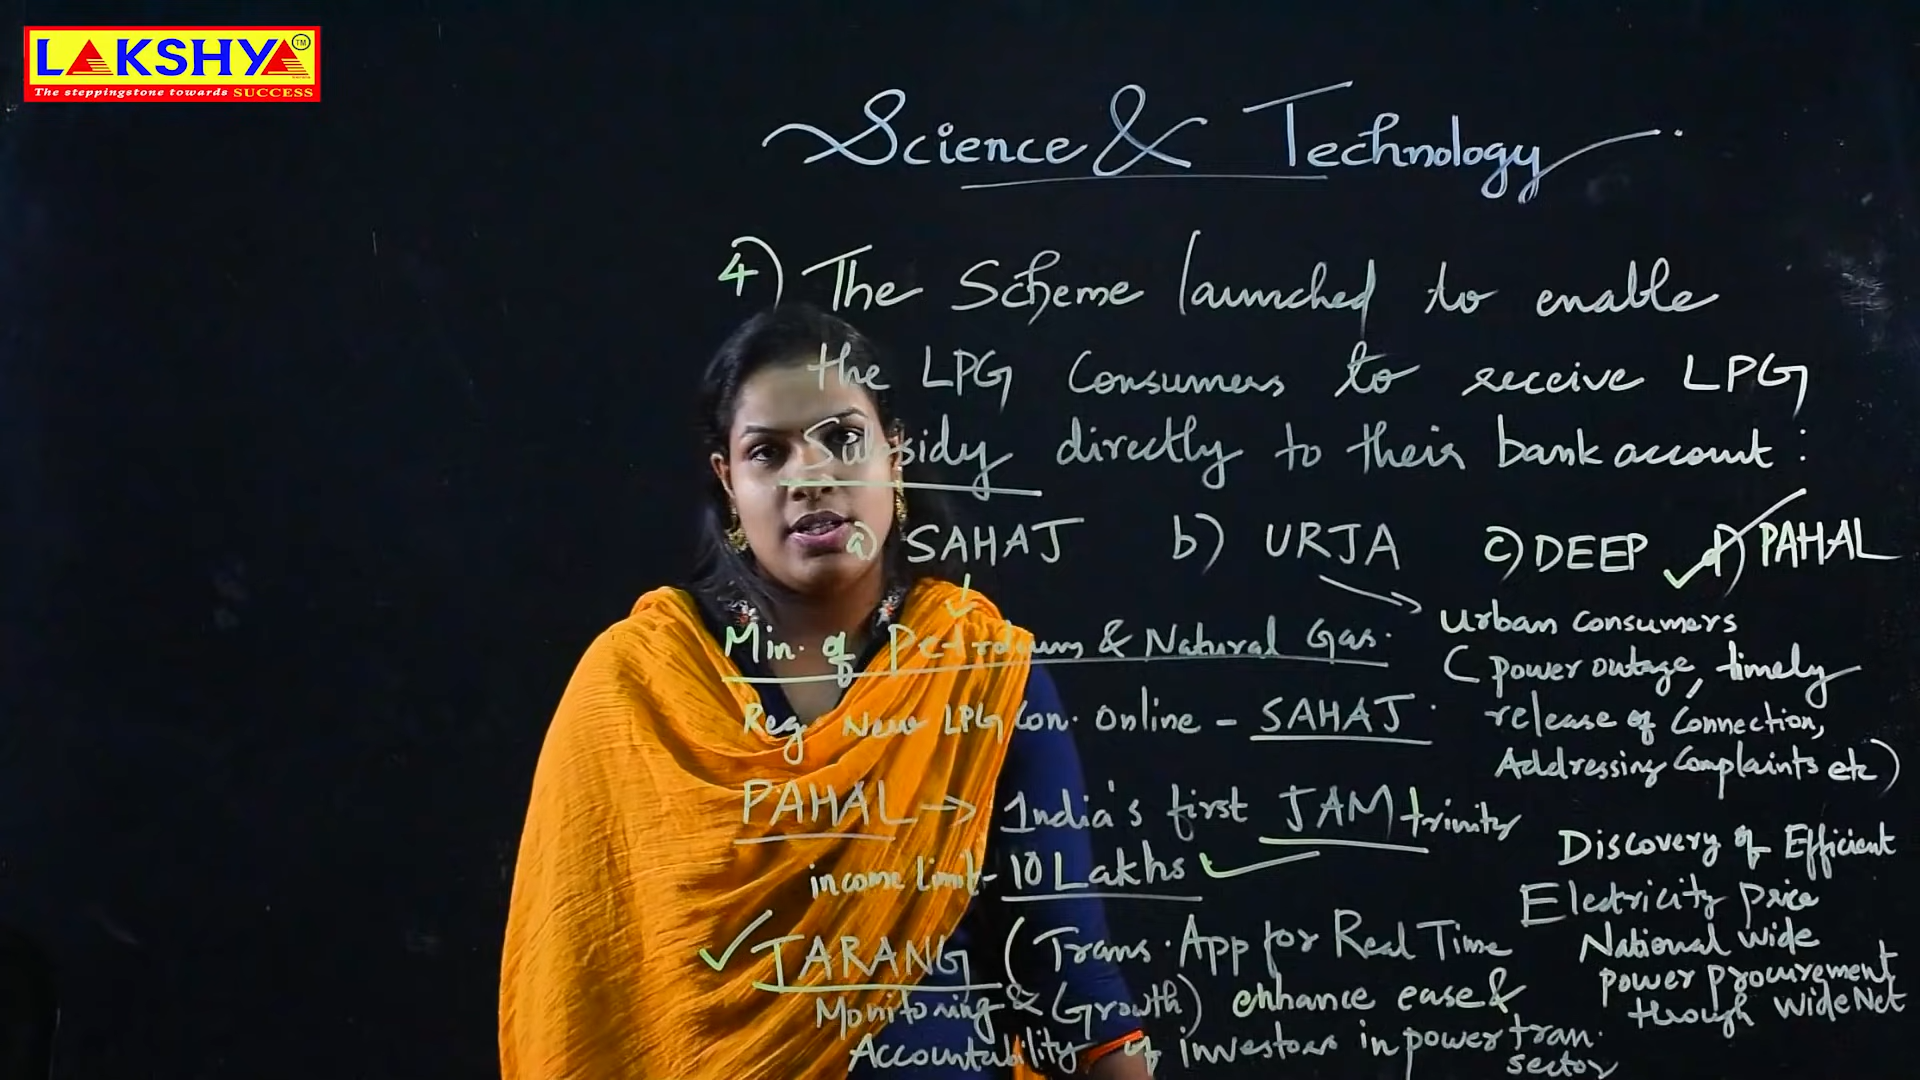 LAKSHYA TM
The steppingstone towards SUCCESS
Science & Technology
4) The Scheme launched to enable
the LPG Consumers to receive LPG
Subsidy directly to their bank account :
a) SAHAJ b) URJA c) DEEP d) PAHAL
Min. of Petroleum & Natural Gas.
Reg. New LPG Con. Online - SAHAJ
Urban consumers
(power outage, timely
release of Connection,
Addressing Complaints etc)
PAHAL → India's first JAM trinity
income limit - 10 Lakhs
TARANG (Trans. App for Real Time
Monitoring & Growth) enhance ease &
Accountability of investors in power tran.
sector
Discovery of Efficient
Electricity Price
National wide
power procurement
through wide Net